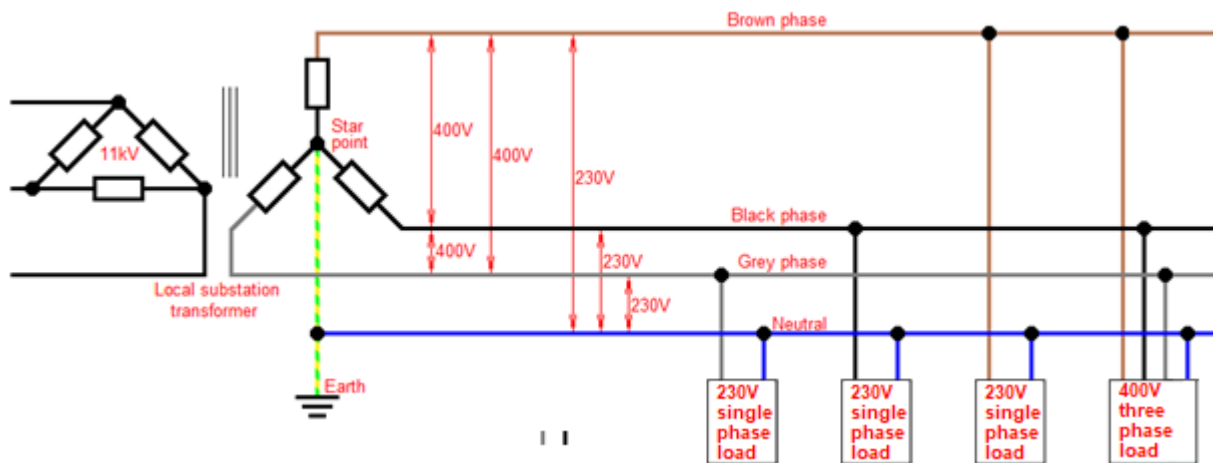 Brown phase
Star
point
11kV
400V
400V
230V
Black phase
400V
230V
Grey phase
Local substation
transformer
230V
Neutral
Earth
230V
single
phase
load
230V
single
phase
load
230V
single
phase
load
400V
three
phase
load